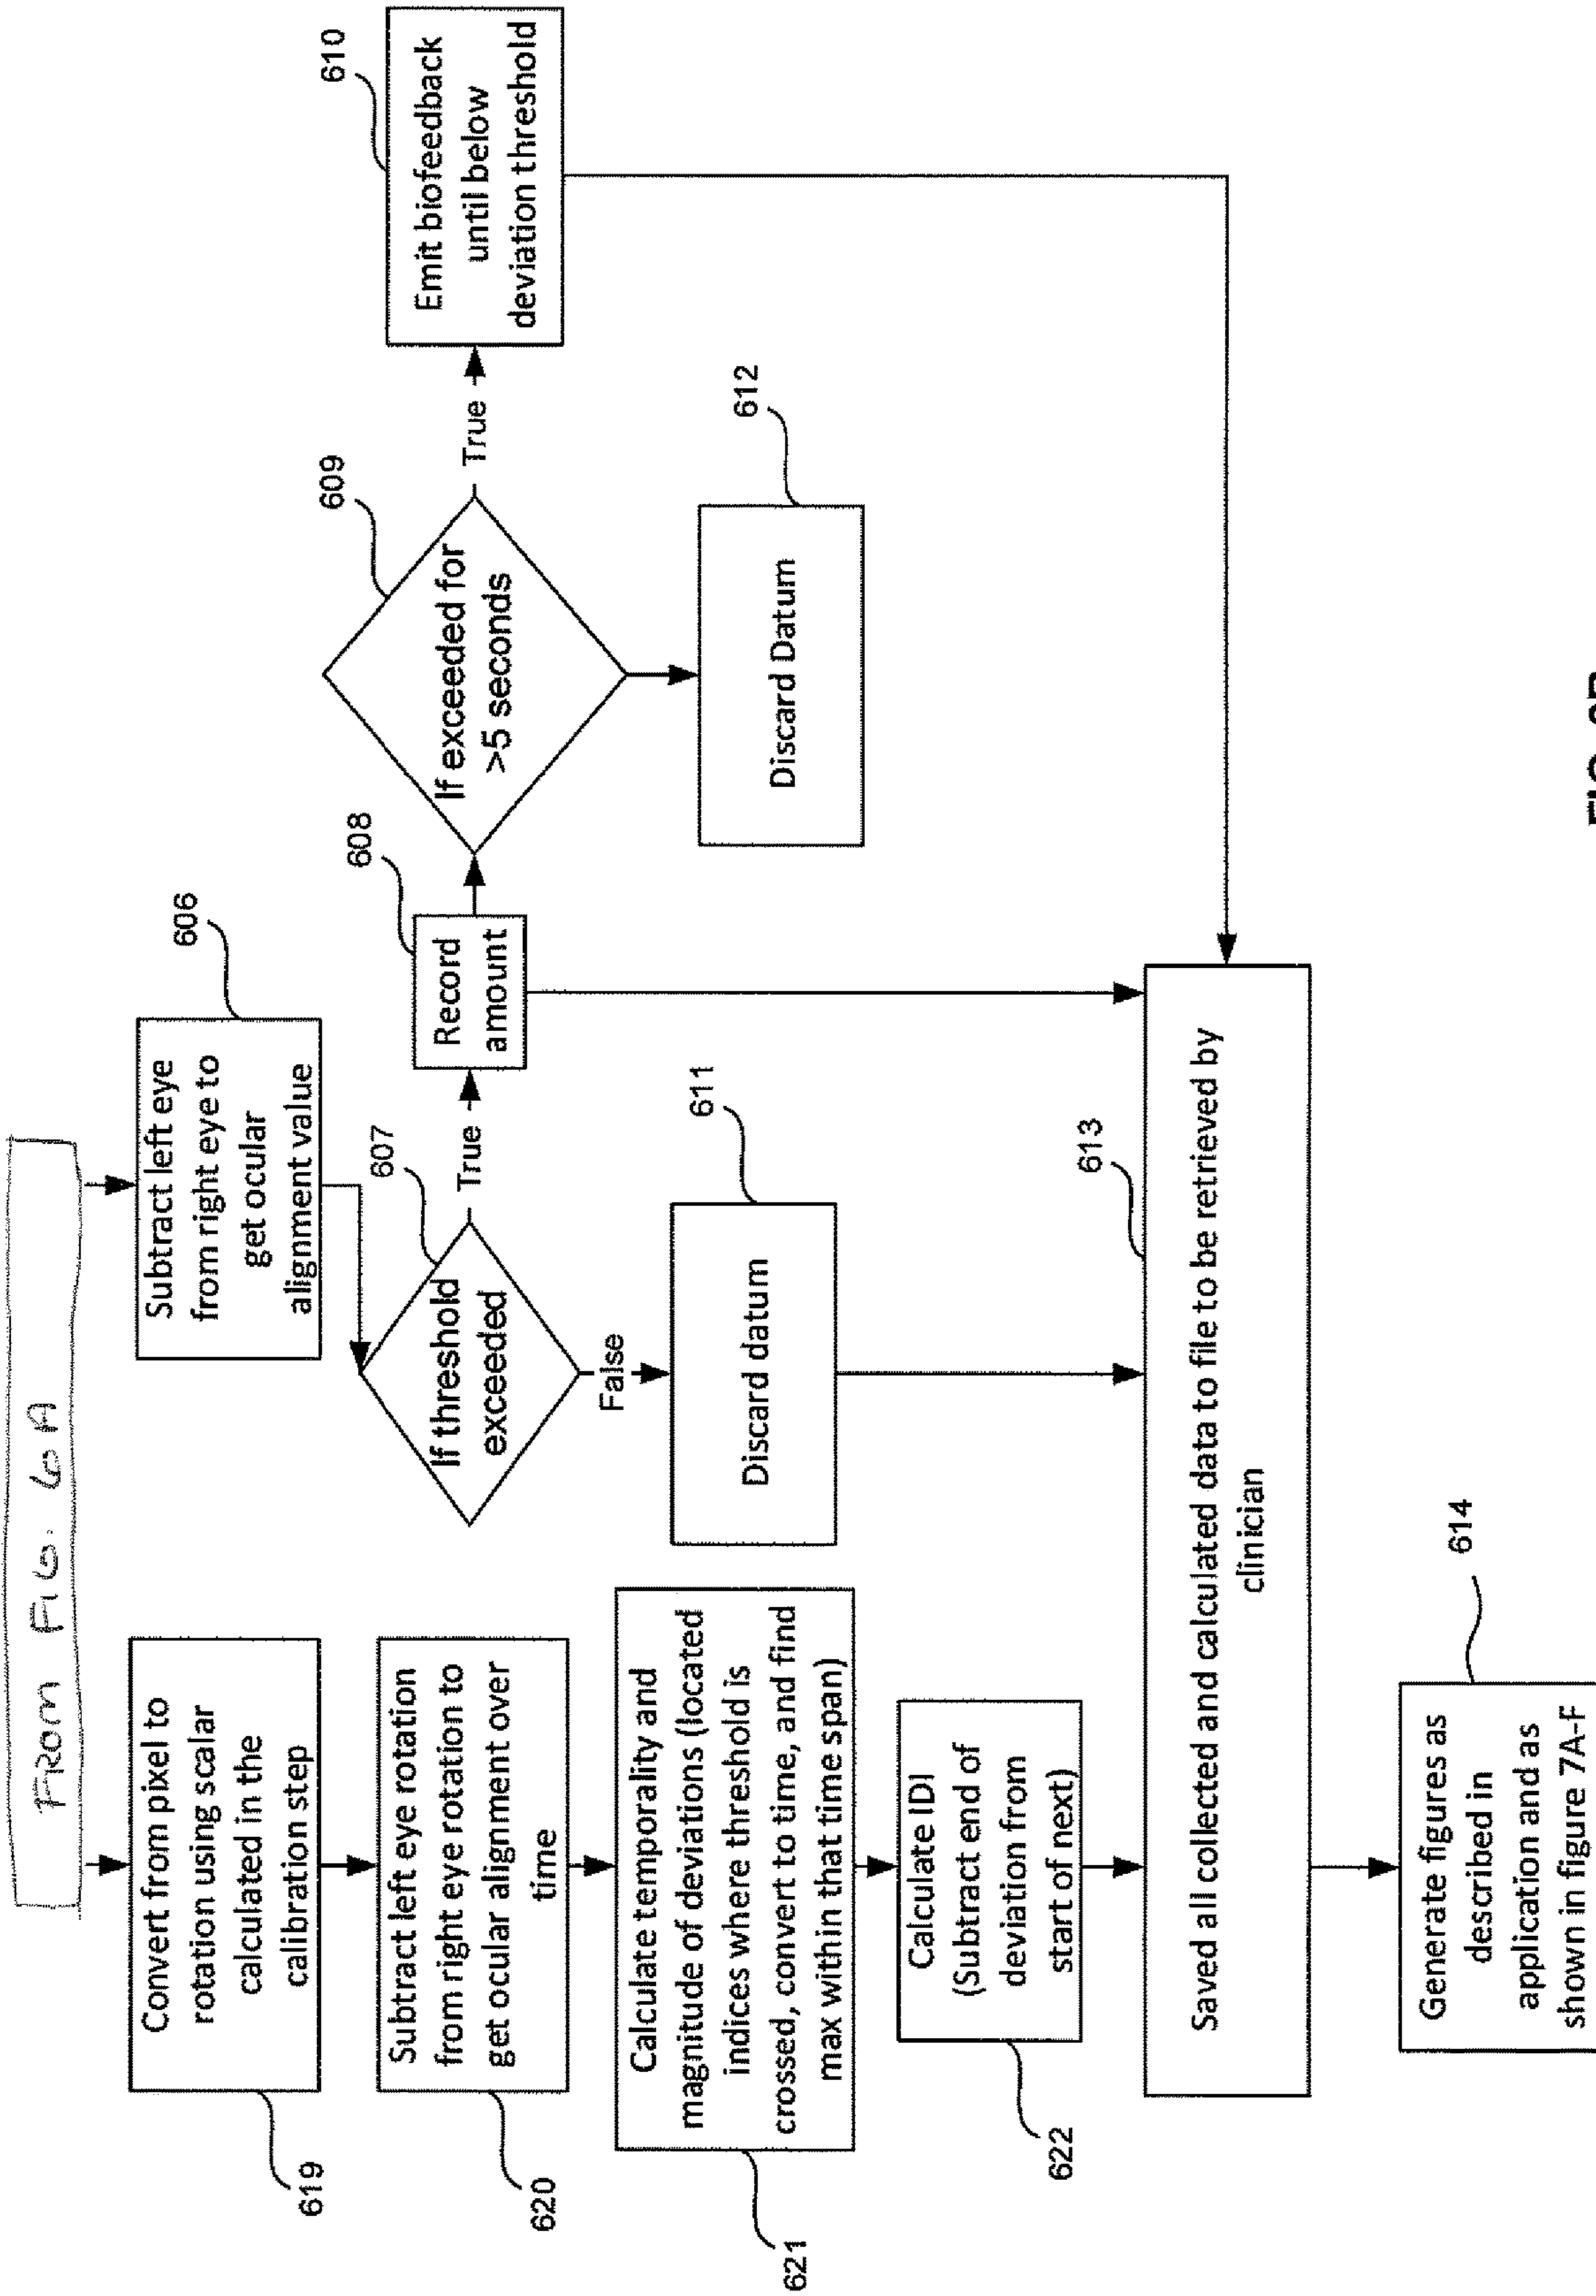 FROM FIG. 6A
Convert from pixel to
rotation using scalar
calculated in the
calibration step
619
Subtract left eye rotation
from right eye rotation to
get ocular alignment over
time
620
Calculate temporality and
magnitude of deviations (located
indices where threshold is
crossed, convert to time, and find
max within that time span)
621
Calculate IDI
(Subtract end of
deviation from
start of next)
622
Subtract left eye
from right eye to
get ocular
alignment value
606
If threshold
exceeded
607
True
False
Record
amount
608
If exceeded for
>5 seconds
609
True
Emit biofeedback
until below
deviation threshold
610
Discard datum
611
Discard Datum
612
Saved all collected and calculated data to file to be retrieved by
clinician
613
Generate figures as
described in
application and as
shown in figure 7A-F
614